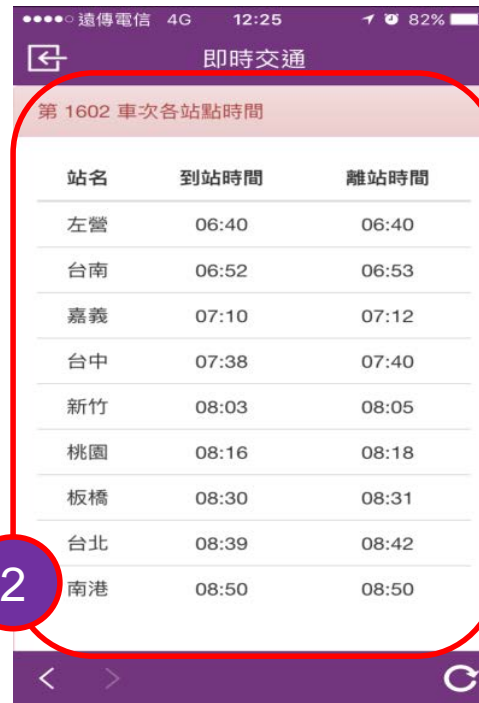 遠傳電信 4G 12:25 82%
即時交通
第 1602 車次各站點時間
站名 到站時間 離站時間
左營 06:40 06:40
台南 06:52 06:53
嘉義 07:10 07:12
台中 07:38 07:40
新竹 08:03 08:05
桃園 08:16 08:18
板橋 08:30 08:31
台北 08:39 08:42
2 南港 08:50 08:50